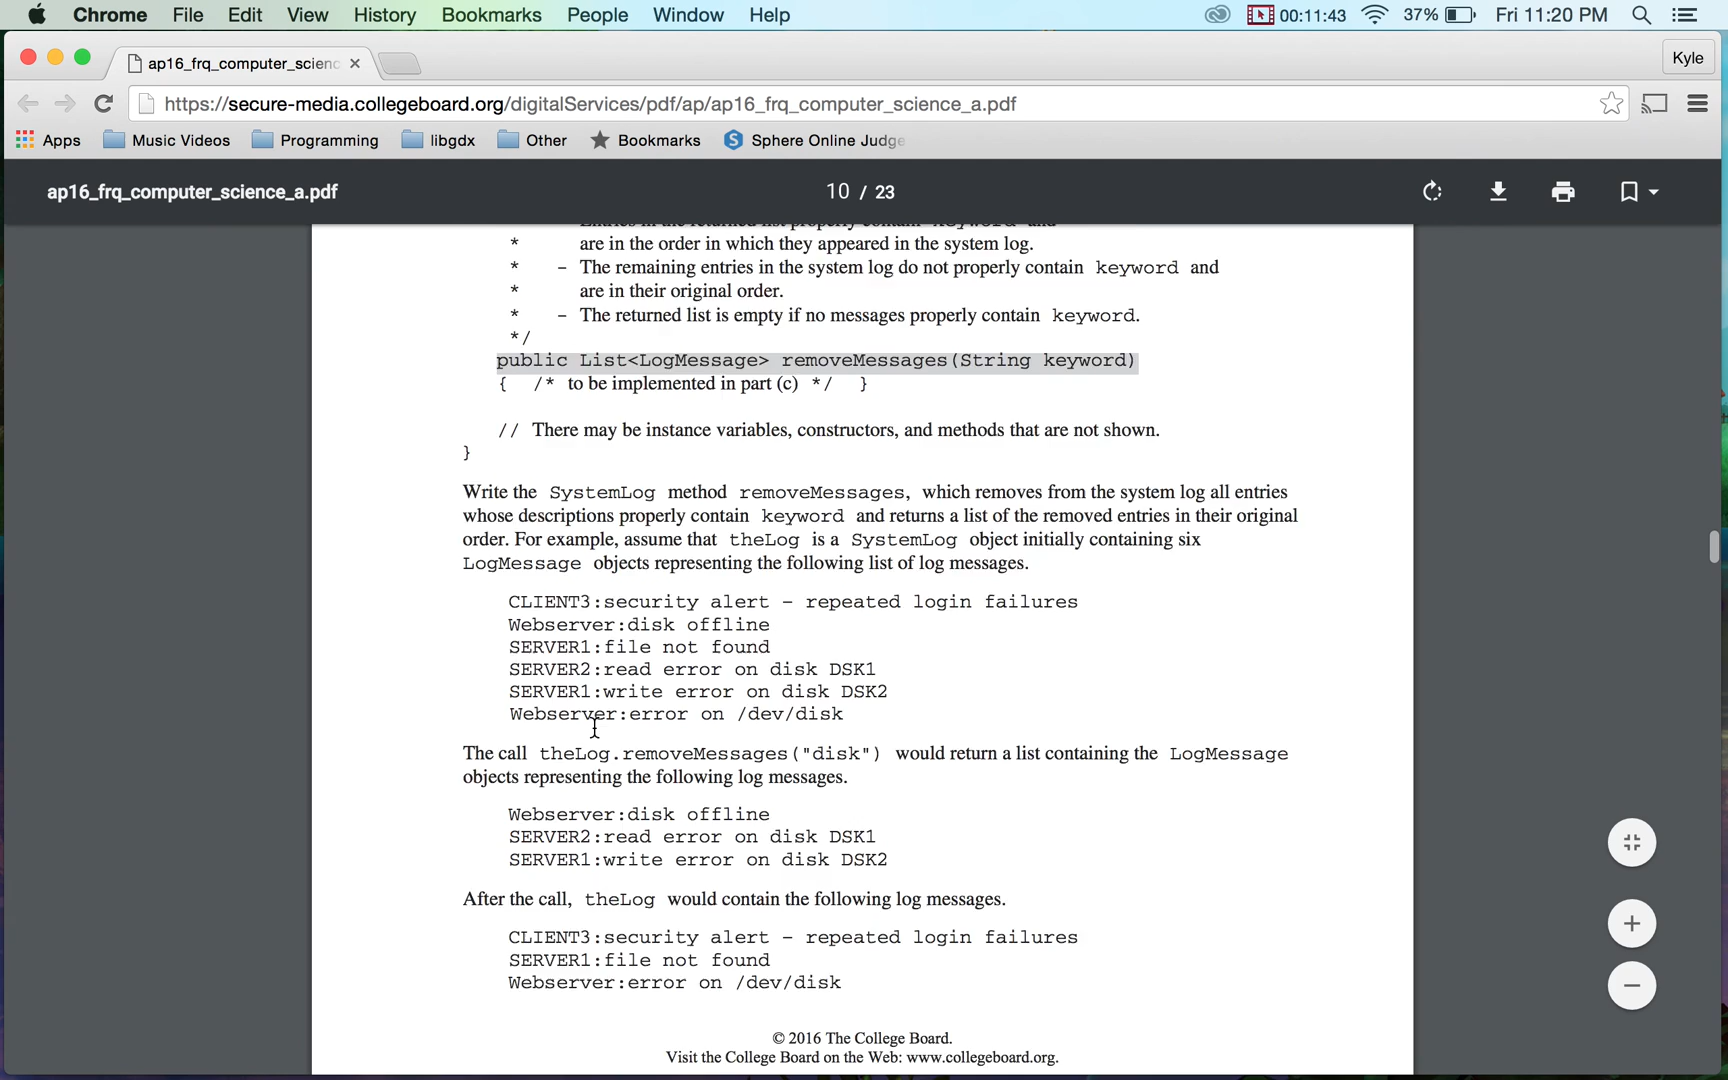 Chrome File Edit View History Bookmarks People Window Help 00:11:43 37% Fri 11:20 PM
ap16_frq_computer_scienc Kyle
https://secure-media.collegeboard.org/digitalServices/pdf/ap/ap16_frq_computer_science_a.pdf
Apps Music Videos Programming libgdx Other Bookmarks Sphere Online Judge
ap16_frq_computer_science_a.pdf 10 / 23
Entries in the returned list properly contain keyword and
* are in the order in which they appeared in the system log.
* – The remaining entries in the system log do not properly contain keyword and
* are in their original order.
* – The returned list is empty if no messages properly contain keyword.
*/
public List<LogMessage> removeMessages(String keyword)
{ /* to be implemented in part (c) */ }
// There may be instance variables, constructors, and methods that are not shown.
}
Write the SystemLog method removeMessages, which removes from the system log all entries
whose descriptions properly contain keyword and returns a list of the removed entries in their original
order. For example, assume that theLog is a SystemLog object initially containing six
LogMessage objects representing the following list of log messages.
CLIENT3:security alert – repeated login failures
Webserver:disk offline
SERVER1:file not found
SERVER2:read error on disk DSK1
SERVER1:write error on disk DSK2
Webserver:error on /dev/disk
The call theLog.removeMessages("disk") would return a list containing the LogMessage
objects representing the following log messages.
Webserver:disk offline
SERVER2:read error on disk DSK1
SERVER1:write error on disk DSK2
After the call, theLog would contain the following log messages.
CLIENT3:security alert – repeated login failures
SERVER1:file not found
Webserver:error on /dev/disk
© 2016 The College Board.
Visit the College Board on the Web: www.collegeboard.org.